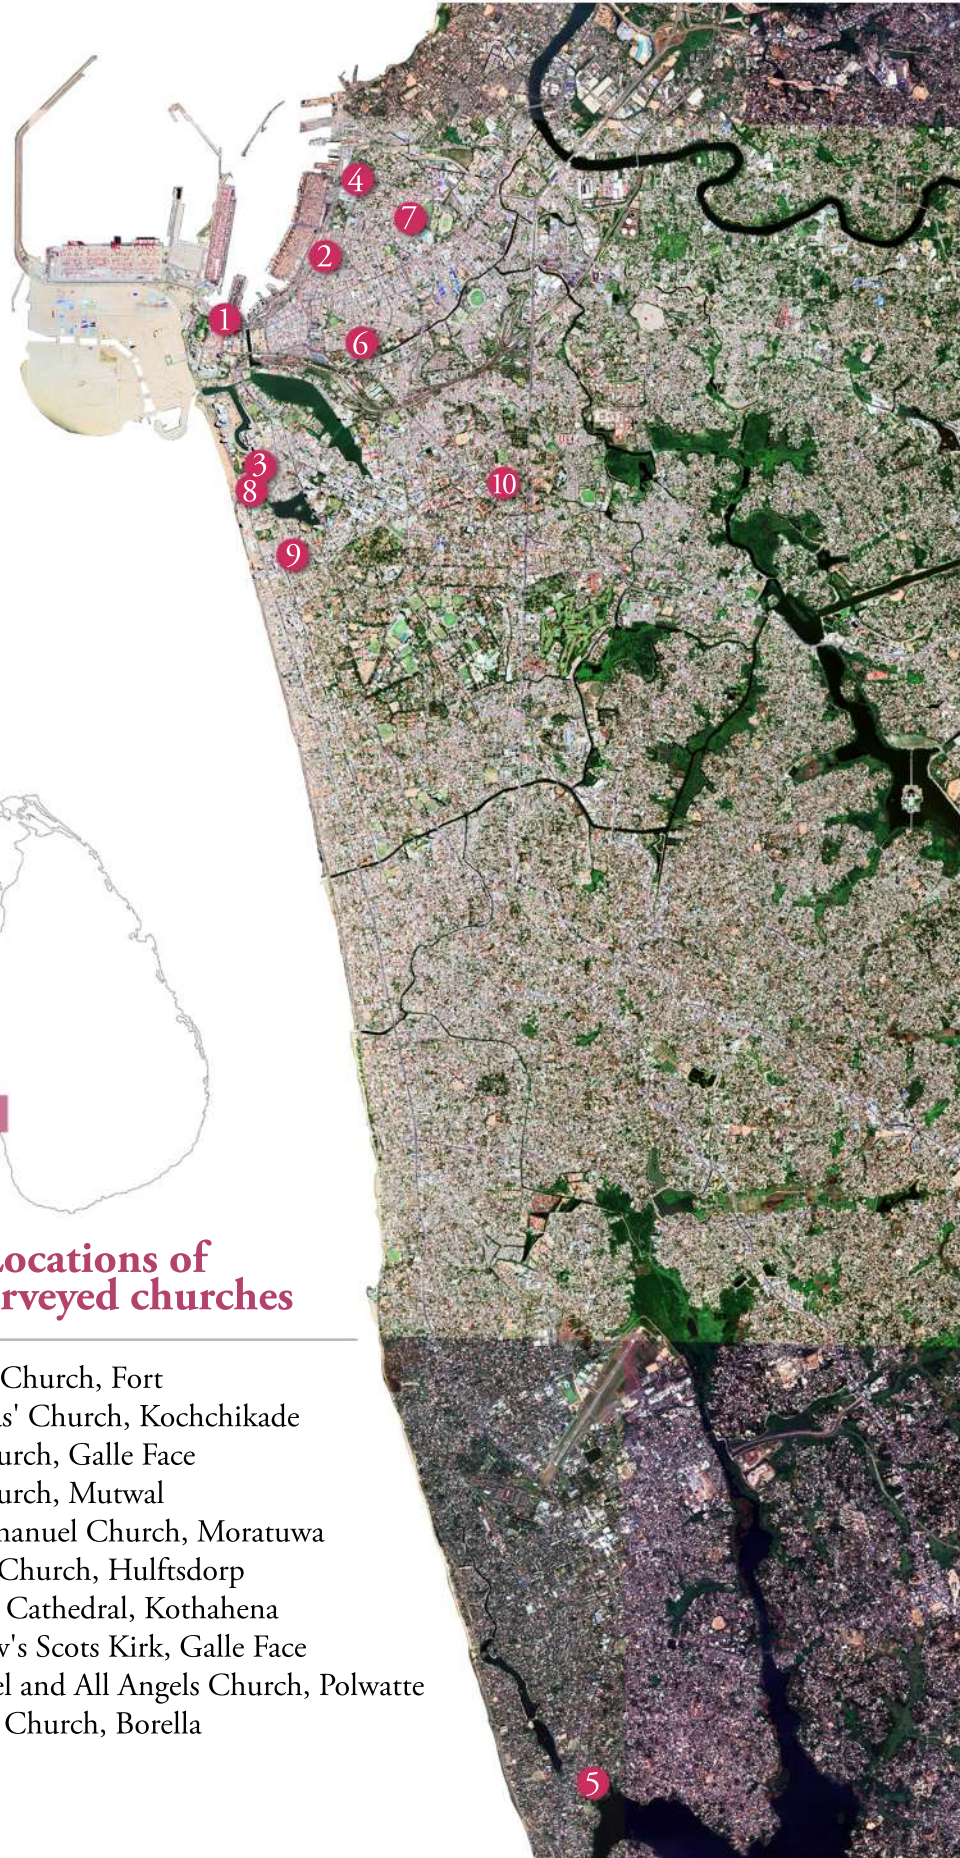 4
7
2
1
6
3
10
8
9
ocations of
rveyed churches
Church, Fort
s' Church, Kochchikade
urch, Galle Face
urch, Mutwal
anuel Church, Moratuwa
Church, Hulftsdorp
Cathedral, Kothahena
's Scots Kirk, Galle Face
el and All Angels Church, Polwatte
Church, Borella
5